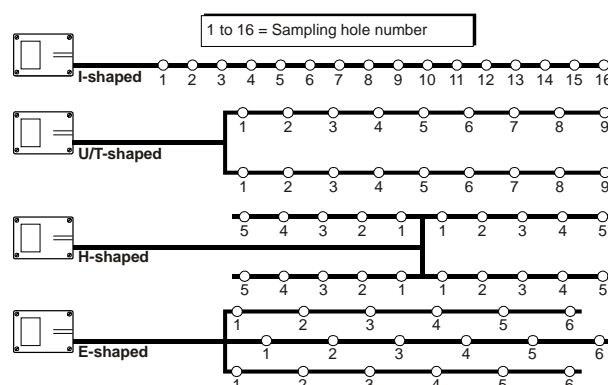 1 to 16 = Sampling hole number
I-shaped
1 2 3 4 5 6 7 8 9 10 11 12 13 14 15 16
1 2 3 4 5 6 7 8 9
U/T-shaped
1 2 3 4 5 6 7 8 9
5 4 3 2 1 1 2 3 4 5
H-shaped
5 4 3 2 1 1 2 3 4 5
1 2 3 4 5 6
E-shaped
1 2 3 4 5 6
1 2 3 4 5 6